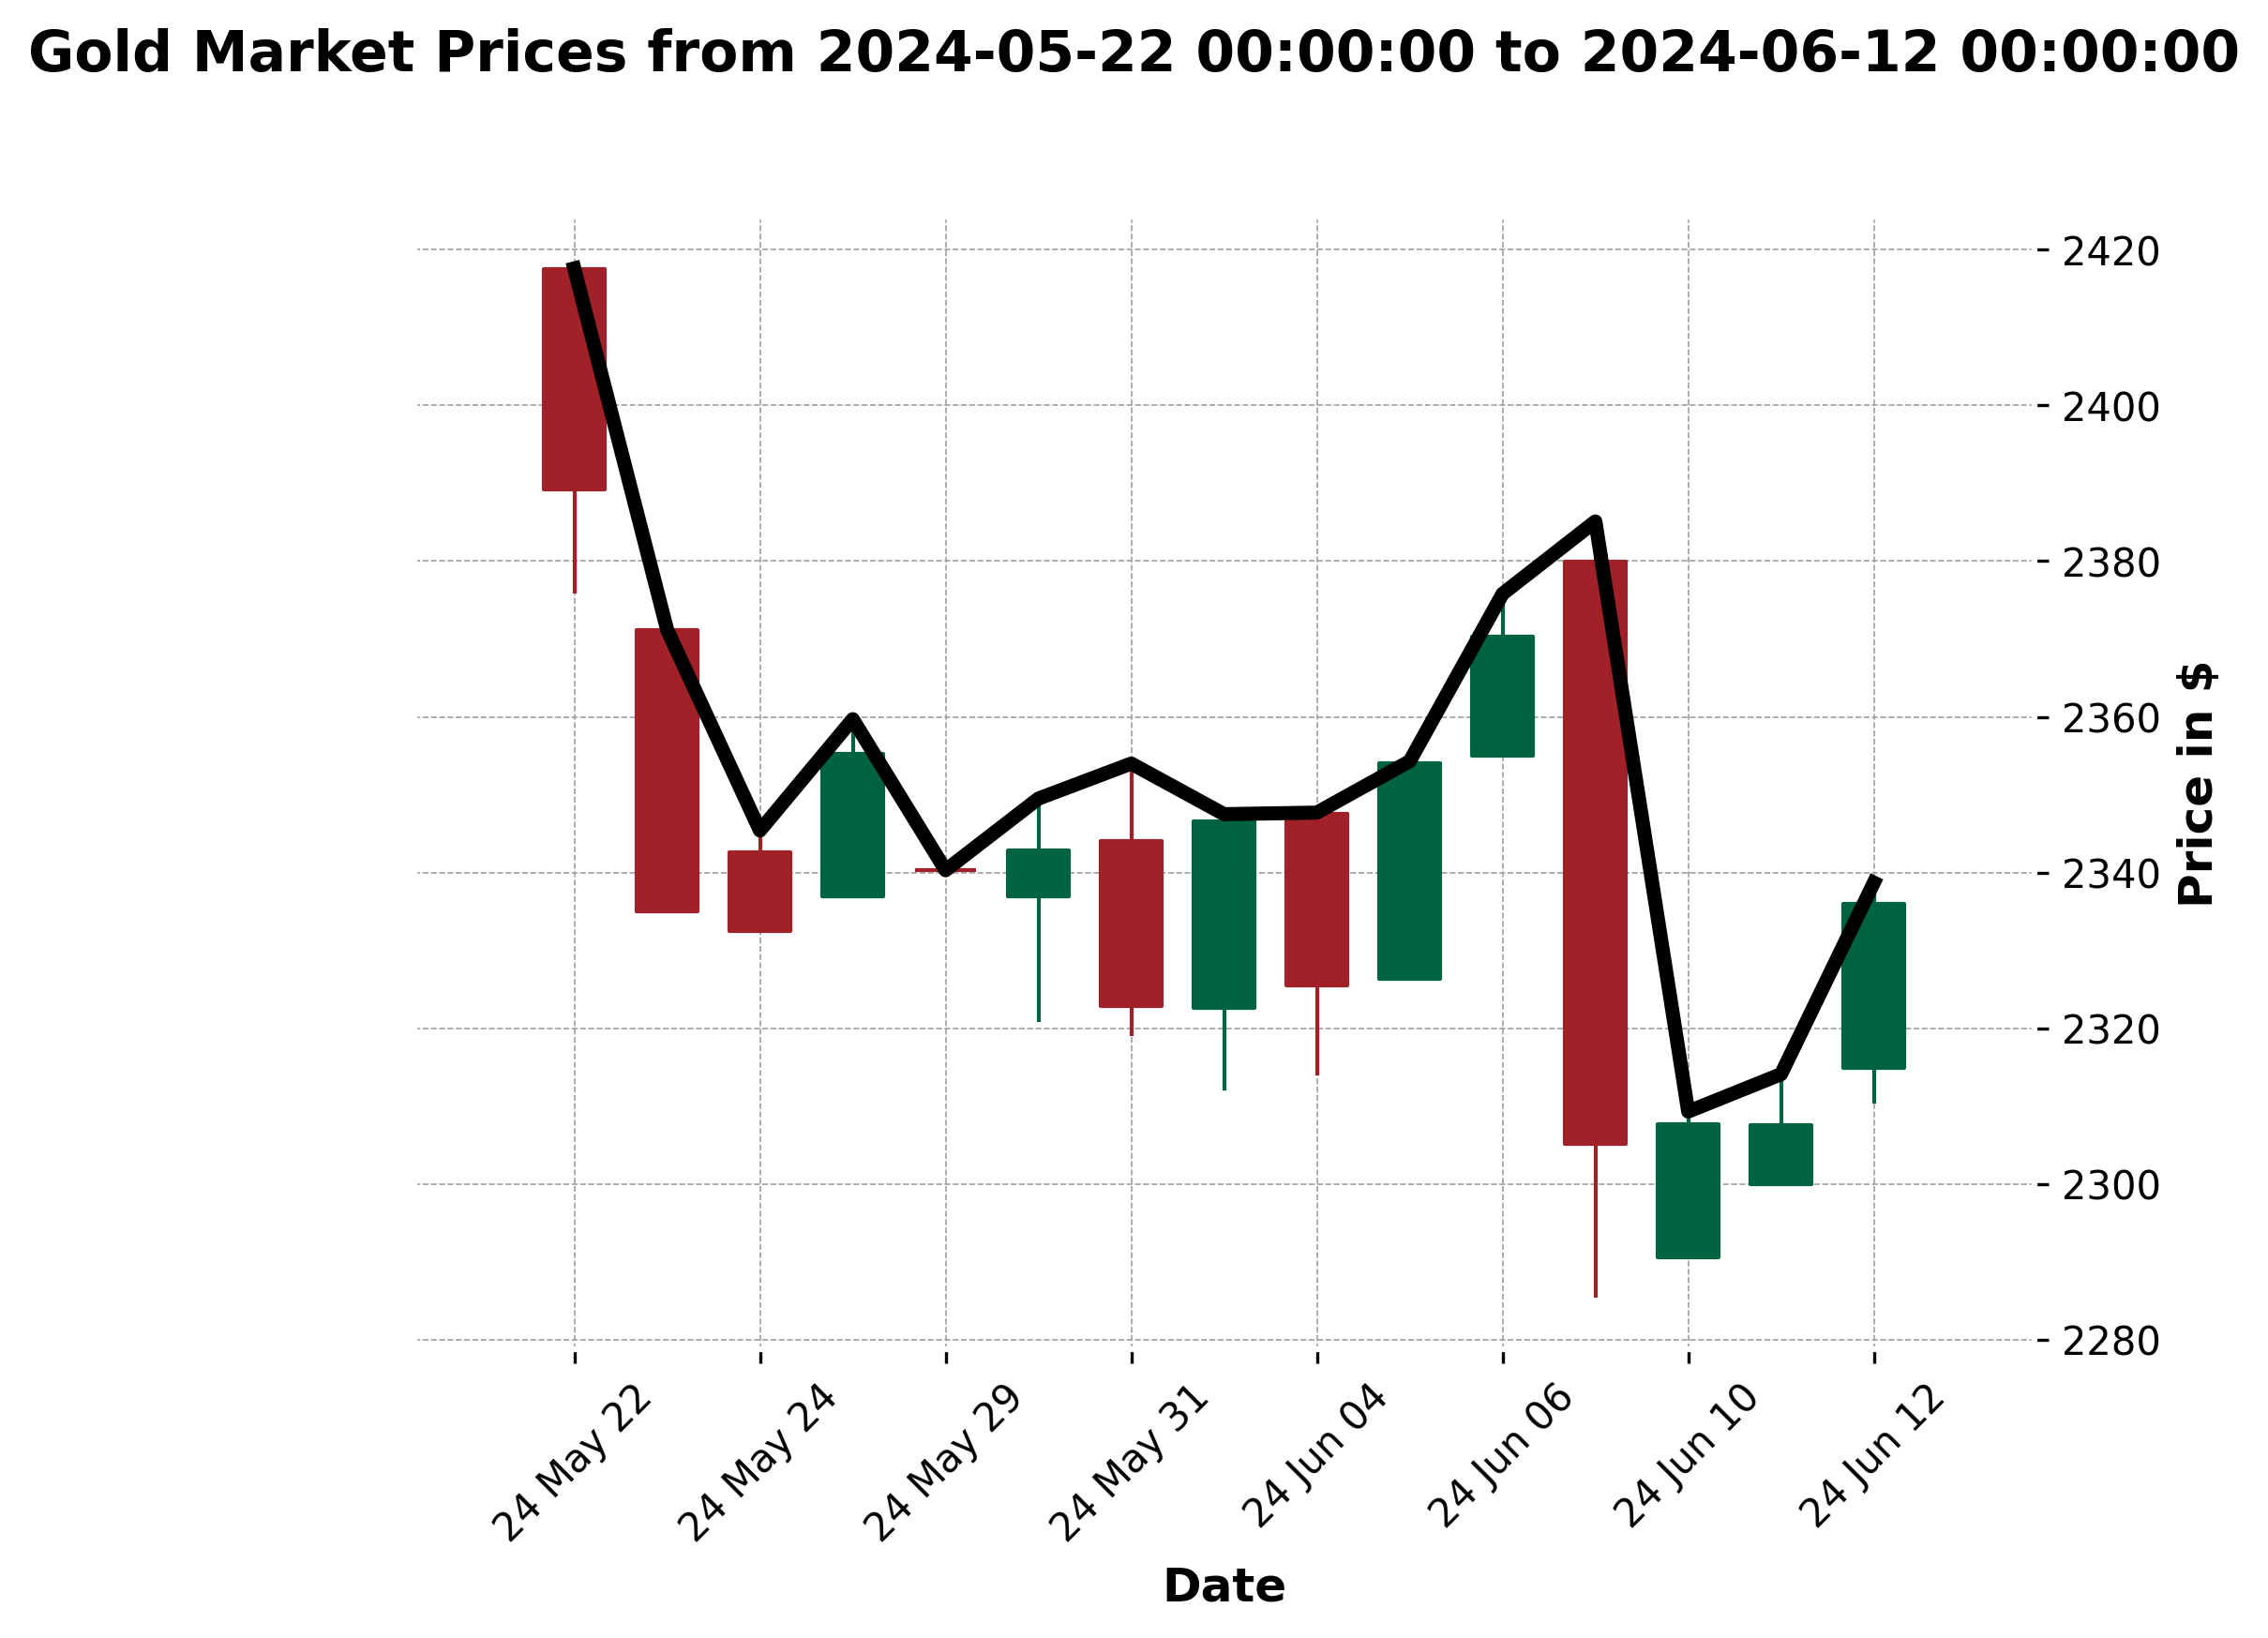 Gold Market Prices from 2024-05-22 00:00:00 to 2024-06-12 00:00:00
2420
2400
2380
2360
2340
2320
2300
2280
Price in $
24 May 22
24 May 24
24 May 29
24 May 31
24 Jun 04
24 Jun 06
24 Jun 10
24 Jun 12
Date